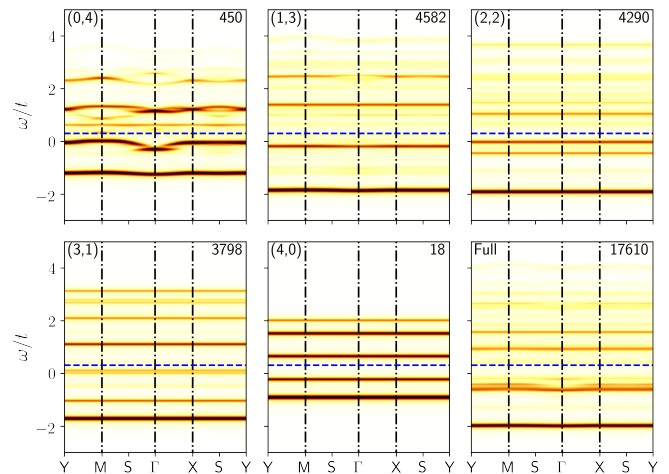 (0,4) 450 (1,3) 4582 (2,2) 4290
4
2
0
−2
ω/t
(3,1) 3798 (4,0) 18 Full 17610
4
2
0
−2
ω/t
Y M S Γ X S Y Y M S Γ X S Y Y M S Γ X S Y